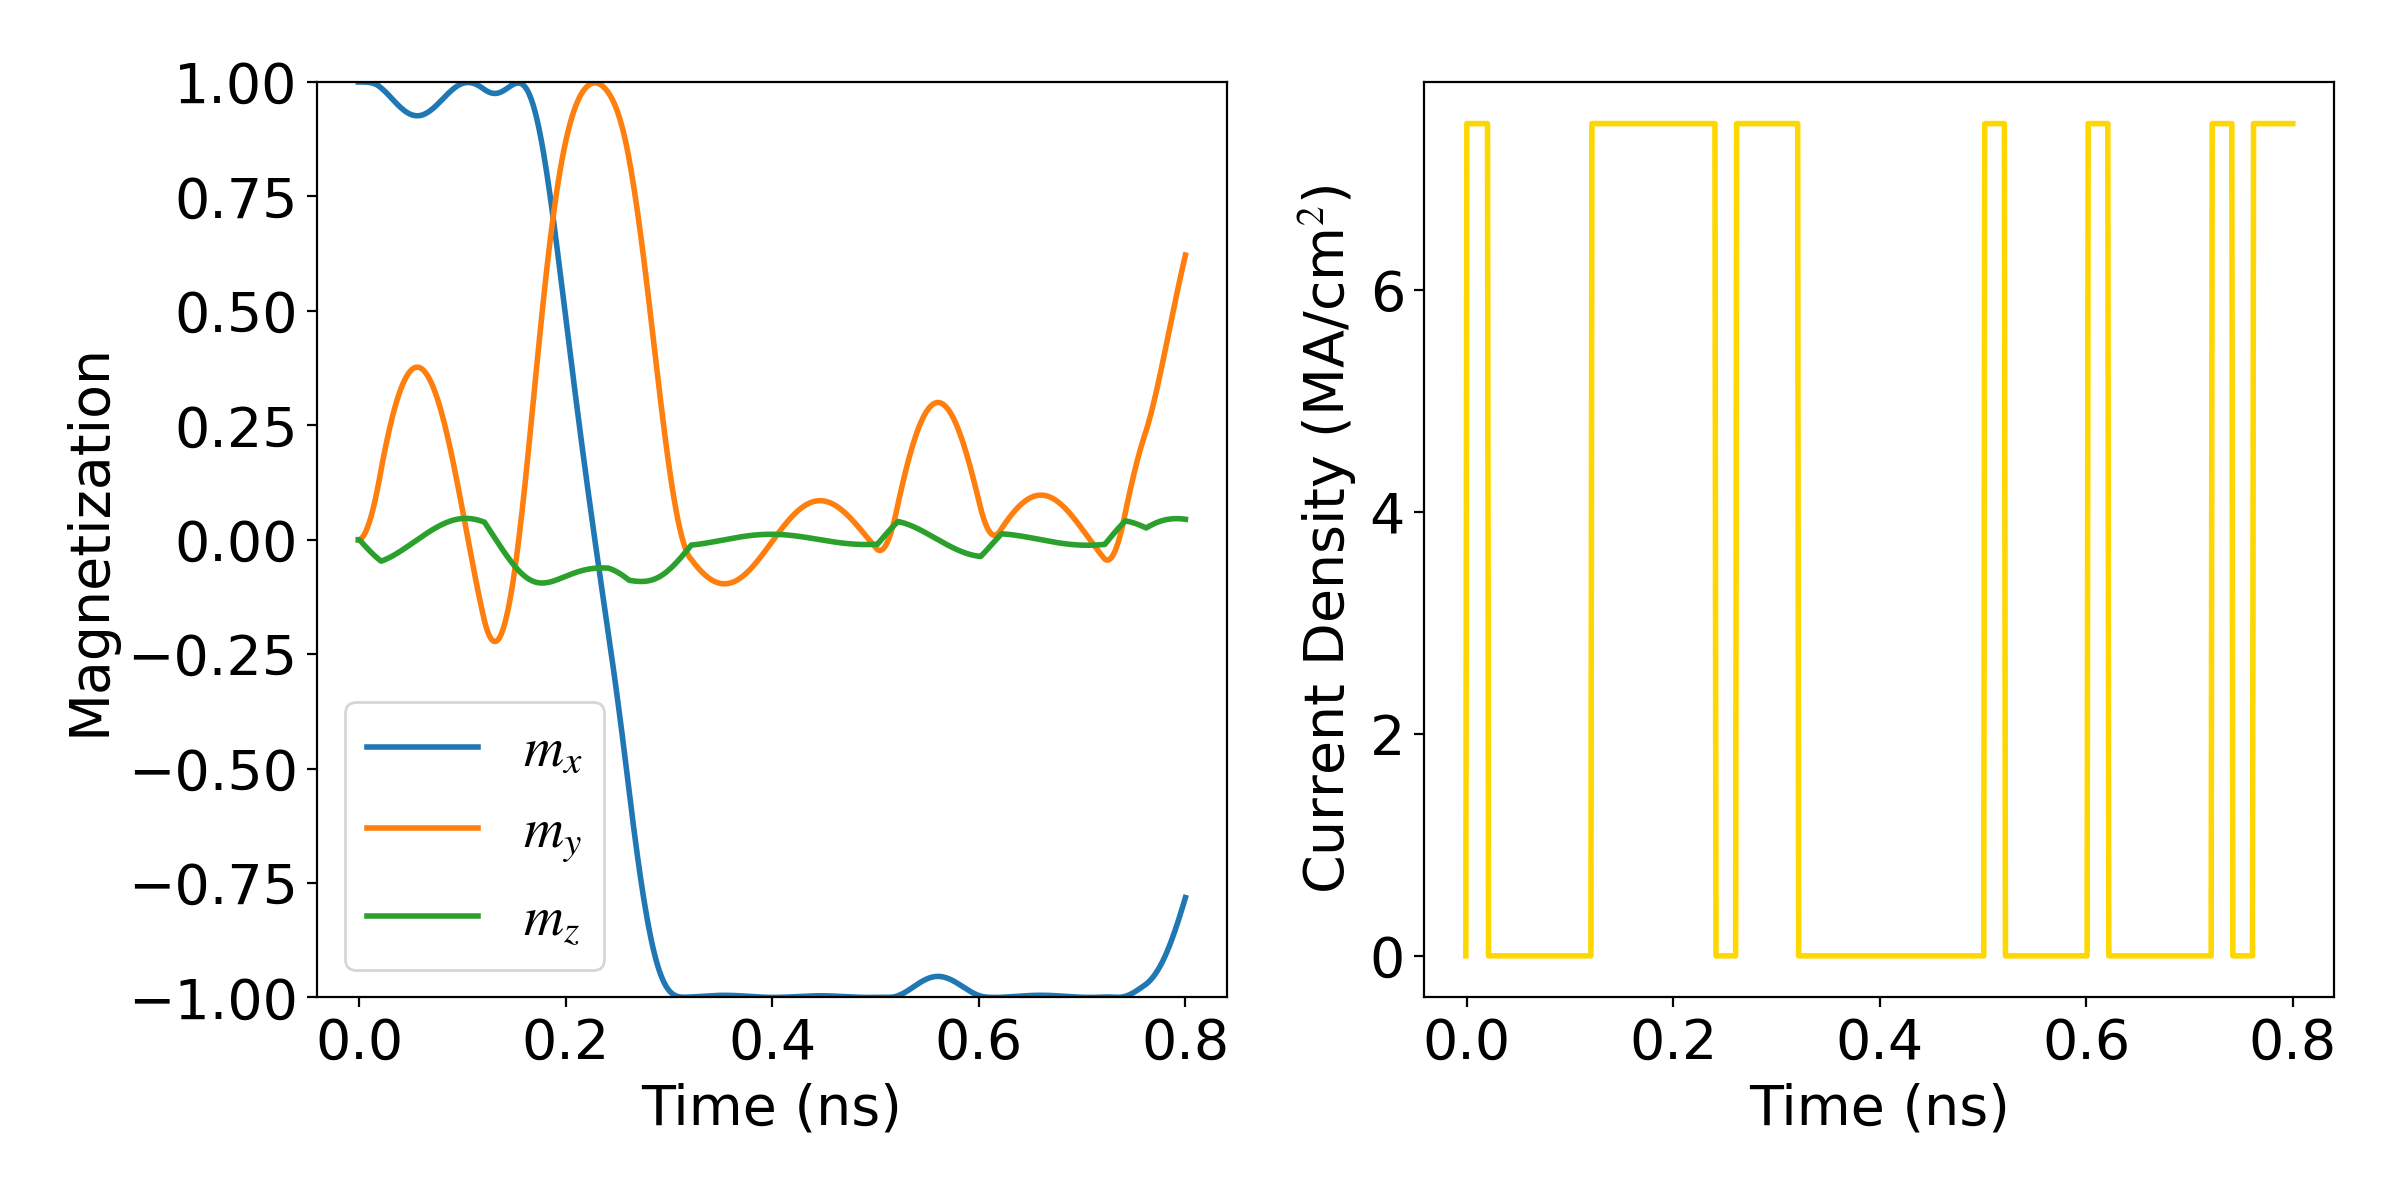 1.00
0.75
0.50
0.25
0.00
−0.25
−0.50
−0.75
−1.00
Magnetization
m_x
m_y
m_z
0.0 0.2 0.4 0.6 0.8
Time (ns)
6
4
2
0
Current Density (MA/cm²)
0.0 0.2 0.4 0.6 0.8
Time (ns)